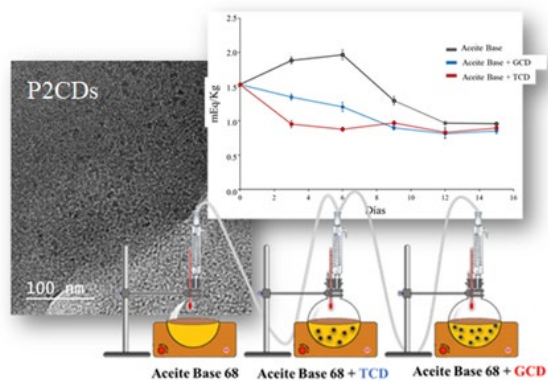 P2CDs
100 nm
mEq/Kg
2.5
2.0
1.5
1.0
0.5
0.0
0
2
4
6
8
10
12
14
16
Días
Aceite Base
Aceite Base + GCD
Aceite Base + TCD
Aceite Base 68
Aceite Base 68 + TCD
Aceite Base 68 + GCD